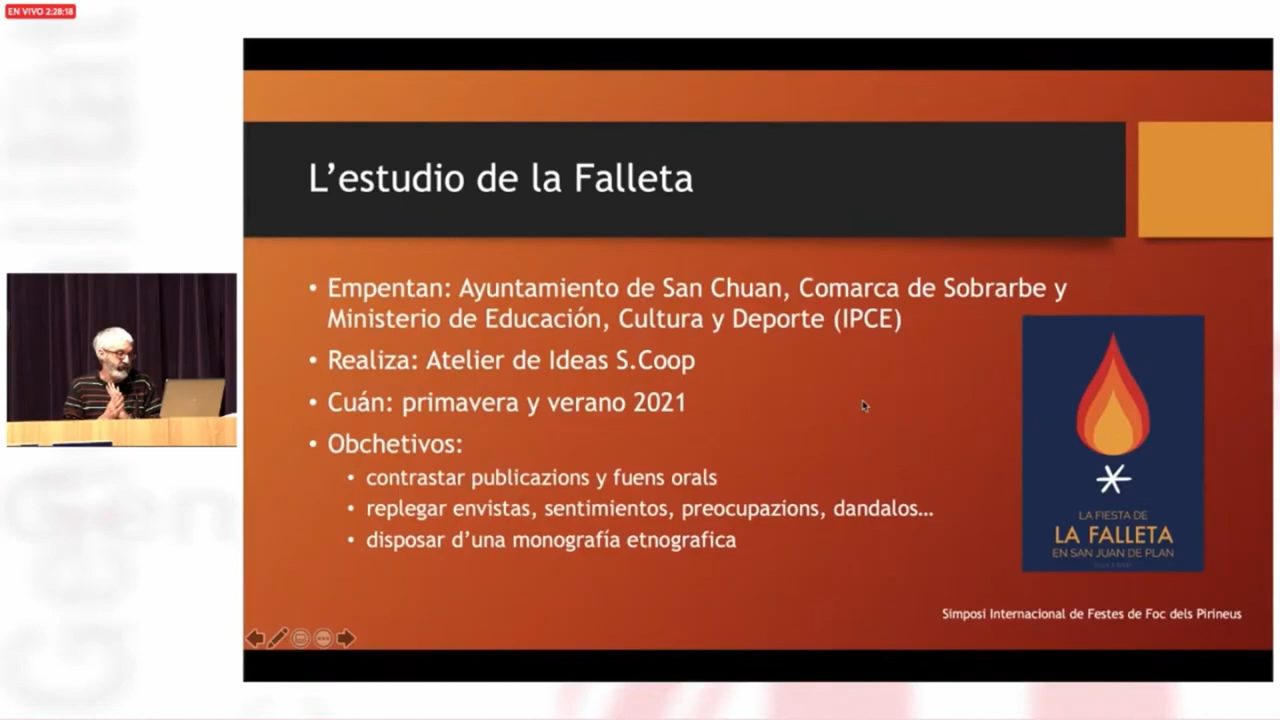 EN VIVO 2:28:18
L'estudio de la Falleta
• Empentan: Ayuntamiento de San Chuan, Comarca de Sobrarbe y
Ministerio de Educación, Cultura y Deporte (IPCE)
• Realiza: Atelier de Ideas S.Coop
• Cuán: primavera y verano 2021
• Obchetivos:
• contrastar publicazions y fuens orals
• replegar envistas, sentimientos, preocupazions, dandalos...
• disposar d'una monografía etnografica
LA FIESTA DE
LA FALLETA
EN SAN JUAN DE PLAN
Simposi Internacional de Festes de Foc dels Pirineus